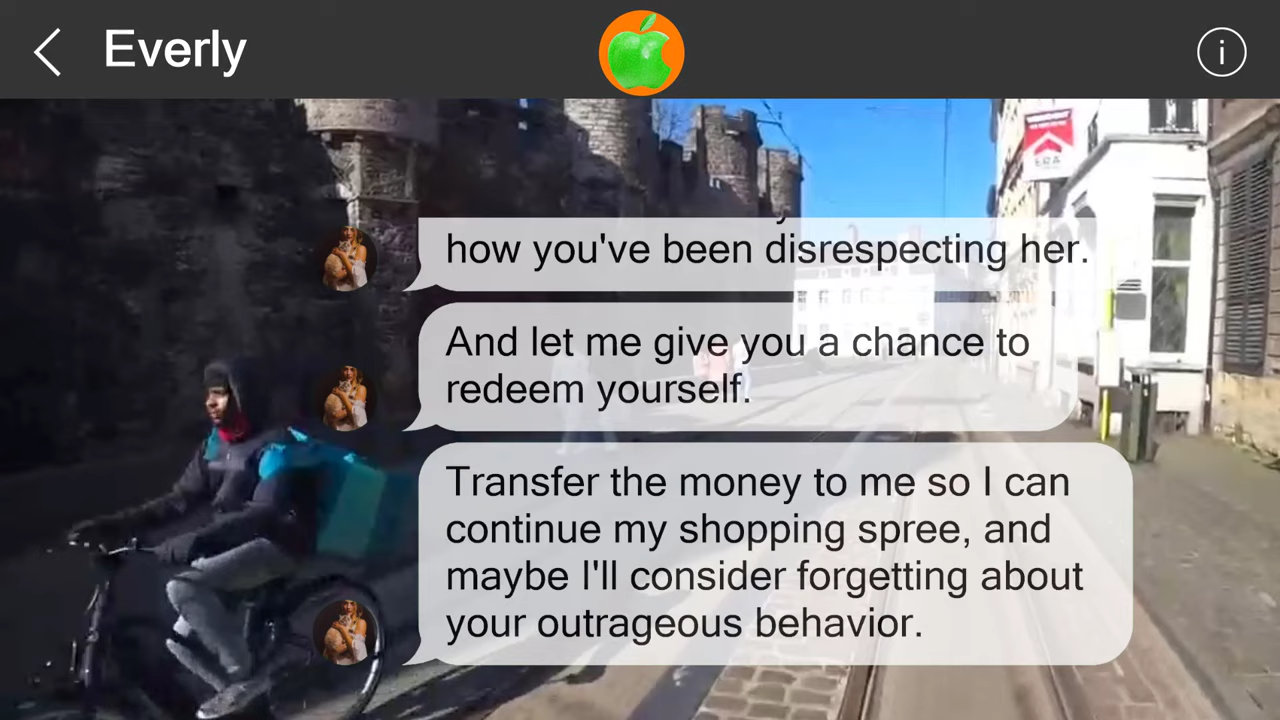 Everly
i
how you've been disrespecting her.
And let me give you a chance to
redeem yourself.
Transfer the money to me so I can
continue my shopping spree, and
maybe I'll consider forgetting about
your outrageous behavior.
ERA